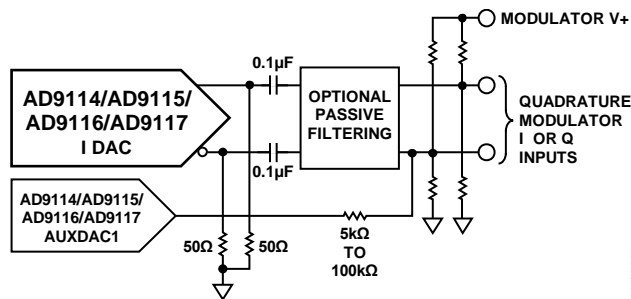 MODULATOR V+
0.1µF
AD9114/AD9115/
AD9116/AD9117
I DAC
OPTIONAL
PASSIVE
FILTERING
QUADRATURE
MODULATOR
I OR Q
INPUTS
0.1µF
AD9114/AD9115/
AD9116/AD9117
AUXDAC1
50Ω
50Ω
5kΩ
TO
100kΩ